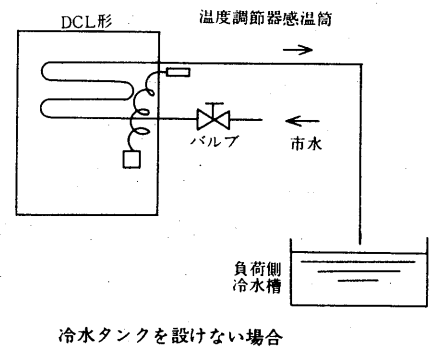 DCL形
温度調節器感温筒
バルブ
市水
負荷側
冷水槽
冷水タンクを設けない場合